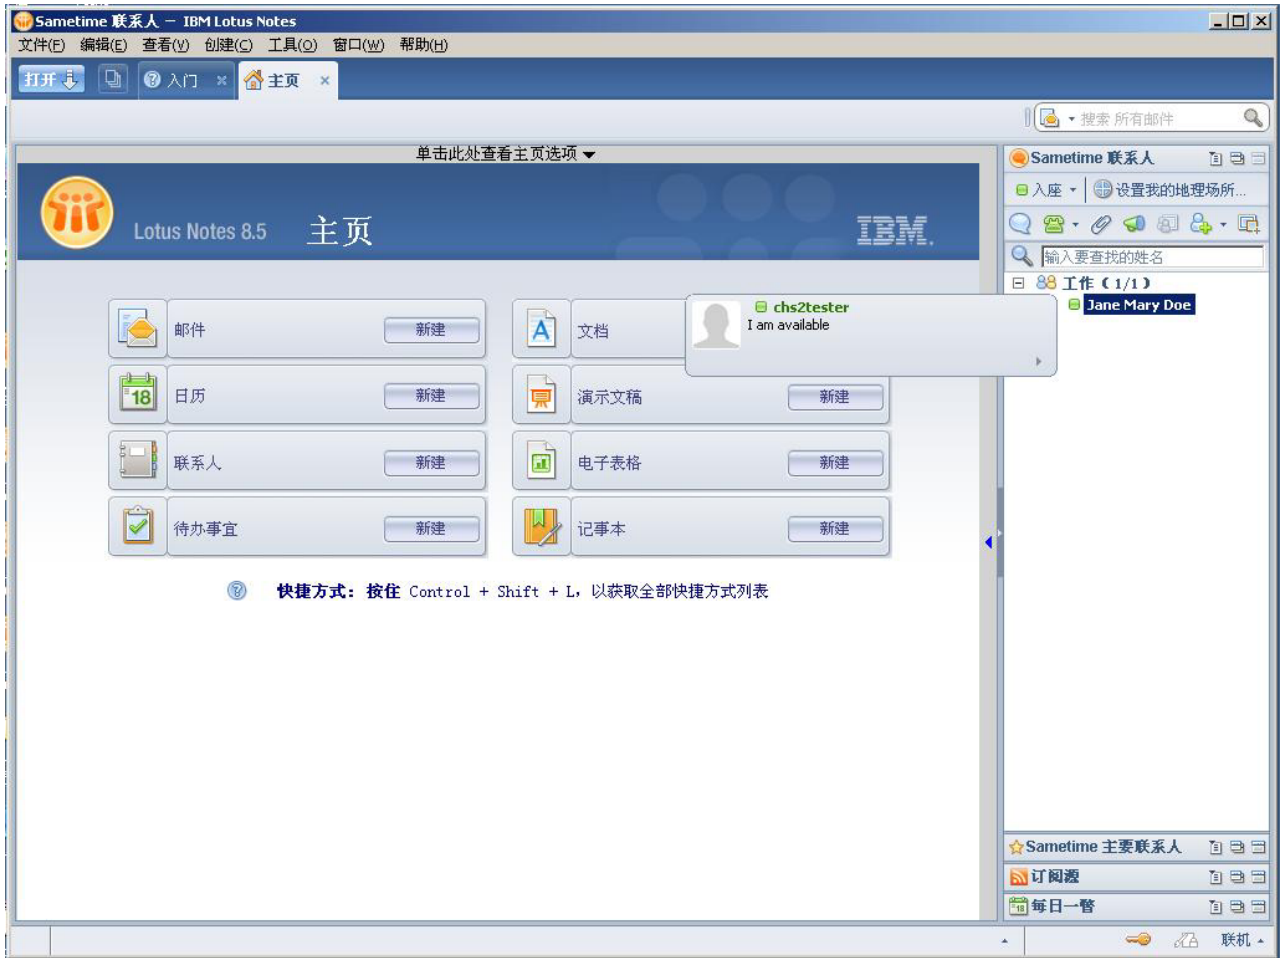 Sametime 联系人 － IBM Lotus Notes
文件(F) 编辑(E) 查看(V) 创建(C) 工具(O) 窗口(W) 帮助(H)
打开 入门 主页
搜索 所有邮件
单击此处查看主页选项
Lotus Notes 8.5 主页 IBM.
邮件 新建
文档
日历 新建
演示文稿 新建
联系人 新建
电子表格 新建
待办事宜 新建
记事本 新建
快捷方式：按住 Control + Shift + L，以获取全部快捷方式列表
chs2tester
I am available
Sametime 联系人
入座 设置我的地理场所...
输入要查找的姓名
工作（1/1）
Jane Mary Doe
Sametime 主要联系人
订阅源
每日一瞥
联机